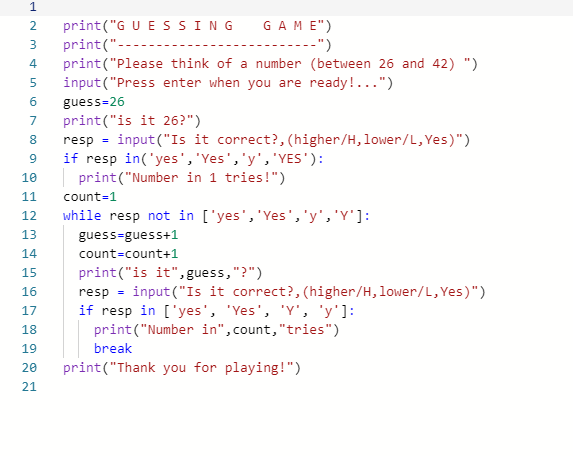 1
2 print("G U E S S I N G    G A M E")
3 print("--------------------------")
4 print("Please think of a number (between 26 and 42) ")
5 input("Press enter when you are ready!...")
6 guess=26
7 print("is it 26?")
8 resp = input("Is it correct?,(higher/H,lower/L,Yes)")
9 if resp in('yes','Yes','y','YES'):
10   print("Number in 1 tries!")
11 count=1
12 while resp not in ['yes','Yes','y','Y']:
13   guess=guess+1
14   count=count+1
15   print("is it",guess,"?")
16   resp = input("Is it correct?,(higher/H,lower/L,Yes)")
17   if resp in ['yes', 'Yes', 'Y', 'y']:
18     print("Number in",count,"tries")
19     break
20 print("Thank you for playing!")
21